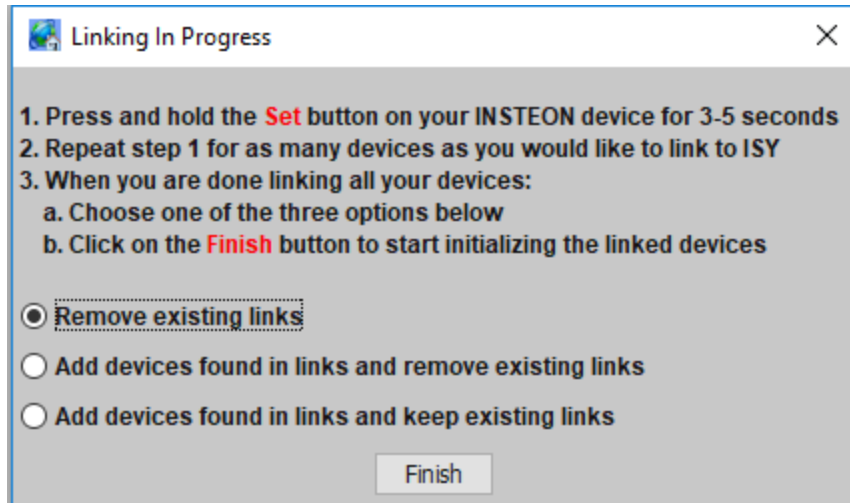 Linking In Progress
1. Press and hold the Set button on your INSTEON device for 3-5 seconds
2. Repeat step 1 for as many devices as you would like to link to ISY
3. When you are done linking all your devices:
a. Choose one of the three options below
b. Click on the Finish button to start initializing the linked devices
Remove existing links
Add devices found in links and remove existing links
Add devices found in links and keep existing links
Finish